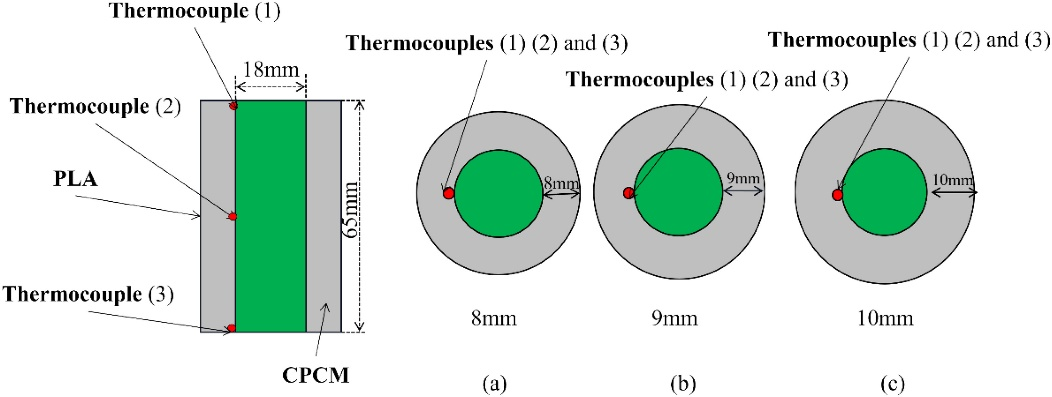 Thermocouple (1)
18mm
Thermocouple (2)
PLA
65mm
Thermocouple (3)
CPCM
Thermocouples (1) (2) and (3)
8mm
8mm
(a)
Thermocouples (1) (2) and (3)
9mm
9mm
(b)
Thermocouples (1) (2) and (3)
10mm
10mm
(c)